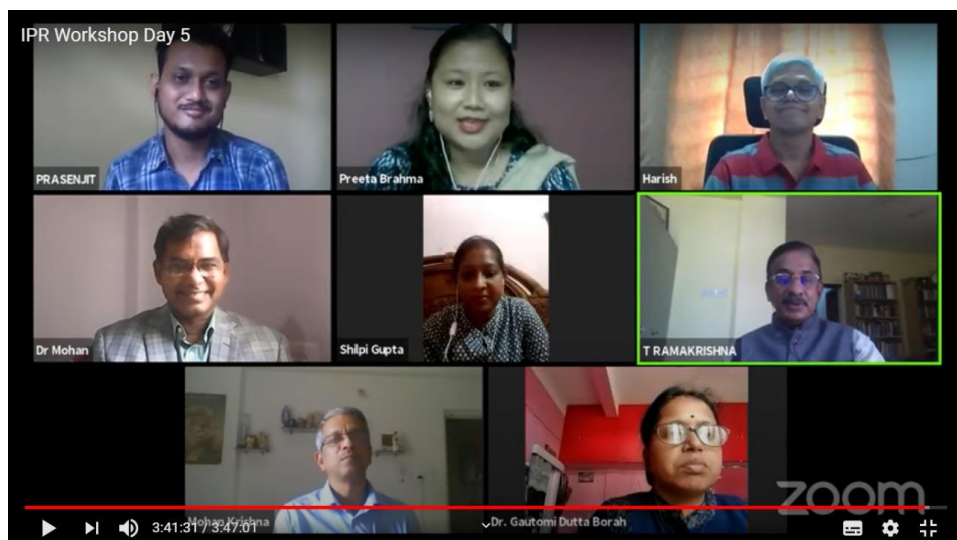 IPR Workshop Day 5
PRASENJIT
Preeta Brahma
Harish
Dr Mohan
Shilpi Gupta
T RAMAKRISHNA
Mohan Krishna
Dr. Gautomi Dutta Borah
zoom
3:41:31 / 3:47:01